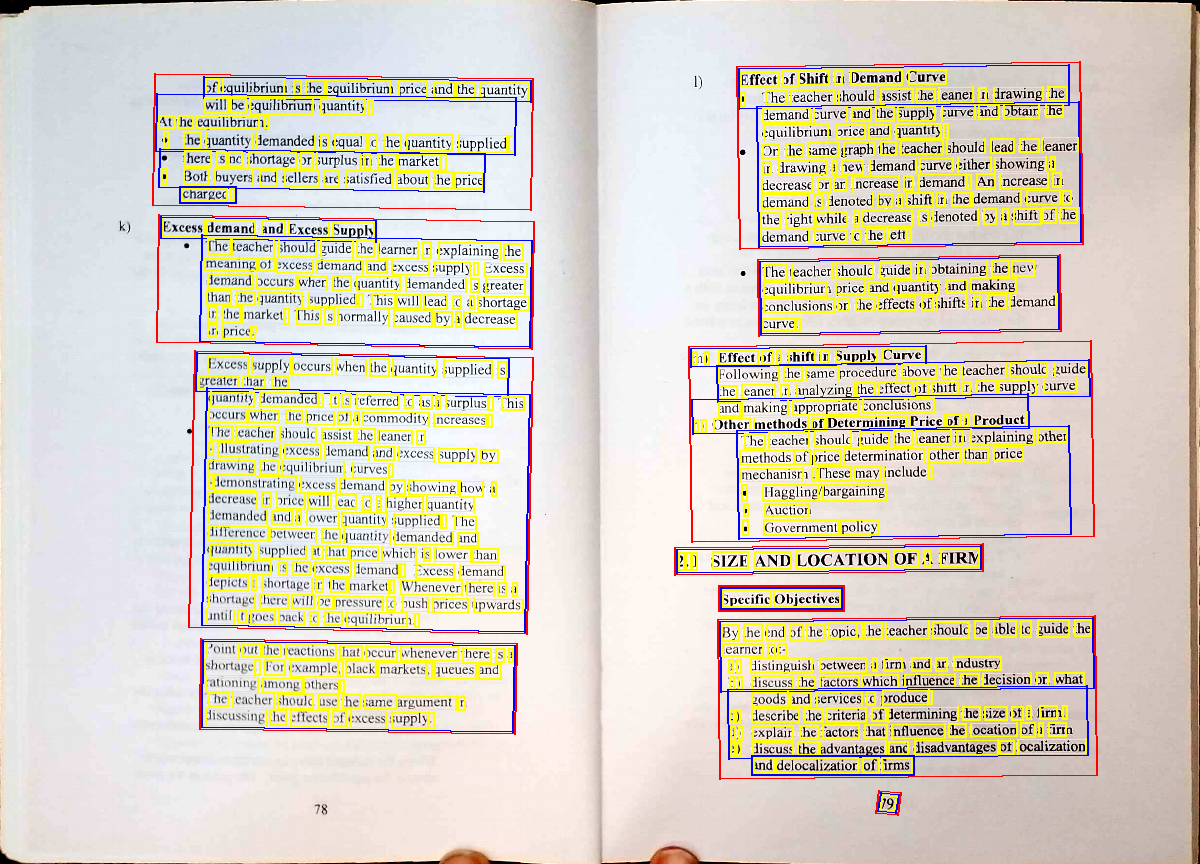 of equilibrium is the equilibrium price and the quantity
will be equilibrium quantity.
At the equilibrium.
• the quantity demanded is equal to the quantity supplied
• there is no shortage or surplus in the market
• Both buyers and sellers are satisfied about the price
charged.
k) Excess demand and Excess Supply
• The teacher should guide the learner in explaining the
meaning of excess demand and excess supply. Excess
demand occurs when the quantity demanded is greater
than the quantity supplied. This will lead to a shortage
in the market. This is normally caused by a decrease
in price.
Excess supply occurs when the quantity supplied is
greater than the
quantity demanded. It is referred to as a surplus. This
occurs when the price of a commodity increases.
• The teacher should assist the learner in
- illustrating excess demand and excess supply by
drawing the equilibrium curves
-demonstrating excess demand by showing how a
decrease in price will lead to a higher quantity
demanded and a lower quantity supplied. The
difference between the quantity demanded and
quantity supplied at that price which is lower than
equilibrium is the excess demand. Excess demand
depicts a shortage in the market. Whenever there is a
shortage there will be pressure to push prices upwards
until it goes back to the equilibrium.
Point out the reactions that occur whenever there is a
shortage. For example, black markets, queues and
rationing among others
The teacher should use the same argument in
discussing the effects of excess supply.
78
l) Effect of Shift in Demand Curve
• The teacher should assist the leaner in drawing the
demand curve and the supply curve and obtain the
equilibrium price and quantity
• On the same graph the teacher should lead the leaner
in drawing a new demand curve either showing a
decrease or an increase in demand. An increase in
demand is denoted by a shift in the demand curve to
the right while a decrease is denoted by a shift of the
demand curve to the left
• The teacher should guide in obtaining the new
equilibrium price and quantity and making
conclusions on the effects of shifts in the demand
curve.
m) Effect of a shift in Supply Curve
Following the same procedure above the teacher should guide
the leaner in analyzing the effect of shift in the supply curve
and making appropriate conclusions
Other methods of Determining Price of a Product
The teacher should guide the leaner in explaining other
methods of price determination other than price
mechanism. These may include
• Haggling/bargaining
• Auction
• Government policy
SIZE AND LOCATION OF A FIRM
Specific Objectives
By the end of the topic, the teacher should be able to guide the
learner to:-
a) distinguish between a firm and an industry
b) discuss the factors which influence the decision on what
goods and services to produce
c) describe the criteria of determining the size of a firm
d) explain the factors that influence the location of a firm
e) discuss the advantages and disadvantages of localization
and delocalization of firms
79